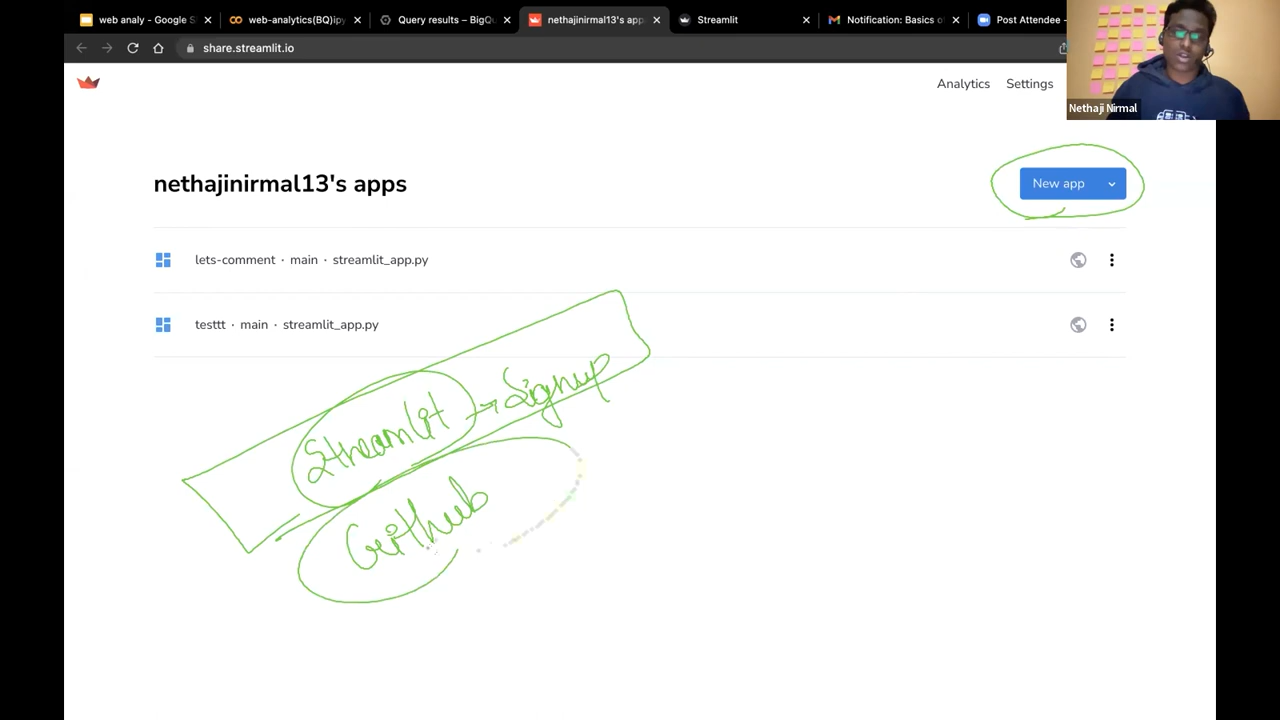 web analy - Google S
web-analytics(BQ)ipy
Query results – BigQu
nethajinirmal13's apps
Streamlit
Notification: Basics o
Post Attendee -
share.streamlit.io
Analytics
Settings
Nethaji Nirmal
nethajinirmal13's apps
New app
lets-comment · main · streamlit_app.py
testtt · main · streamlit_app.py
Streamlit → Signup
Github